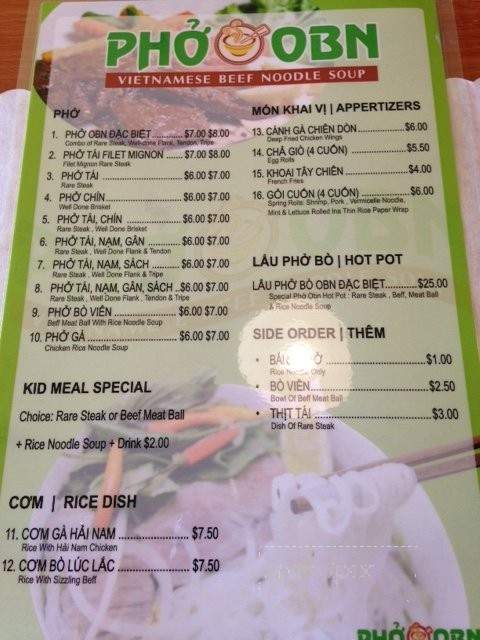 PHỞ OBN
VIETNAMESE BEEF NOODLE SOUP
PHỞ
1. PHỞ OBN ĐẶC BIỆT ............ $7.00 $8.00
Combo of Rare Steak, Well-done Flank, Tendon, Tripe
2. PHỞ TÁI FILET MIGNON ....... $7.00 $8.00
Filet Mignon Rare Steak
3. PHỞ TÁI ............................ $6.00 $7.00
Rare Steak
4. PHỞ CHÍN .......................... $6.00 $7.00
Well Done Brisket
5. PHỞ TÁI, CHÍN ................... $6.00 $7.00
Rare Steak , Well Done Brisket
6. PHỞ TÁI, NẠM, GÂN ............ $6.00 $7.00
Rare Steak , Well Done Flank & Tendon
7. PHỞ TÁI, NẠM, SÁCH .......... $6.00 $7.00
Rare Steak , Well Done Flank & Tripe
8. PHỞ TÁI, NẠM, GÂN, SÁCH ..$6.00 $7.00
Rare Steak , Well Done Flank , Tendon & Tripe
9. PHỞ BÒ VIÊN .................... $6.00 $7.00
Beff Meat Ball With Rice Noodle Soup
10. PHỞ GÀ .......................... $6.00 $7.00
Chicken Rice Noodle Soup
KID MEAL SPECIAL
Choice: Rare Steak or Beef Meat Ball
+ Rice Noodle Soup + Drink $2.00
CƠM | RICE DISH
11. CƠM GÀ HẢI NAM ........................ $7.50
Rice With Hải Nam Chicken
12. CƠM BÒ LÚC LẮC ........................ $7.50
Rice With Sizzling Beff
MÓN KHAI VỊ | APPERTIZERS
13. CÁNH GÀ CHIÊN DÒN ................ $6.00
Deep Fried Chicken Wings
14. CHẢ GIÒ (4 CUỐN) ................ $5.50
Egg Rolls
15. KHOAI TÂY CHIÊN .................. $4.00
French Fries
16. GỎI CUỐN (4 CUỐN) ................ $6.00
Spring Rolls: Shrimp, Pork , Vermicelle Noodle,
Mint & Lettuce Rolled Ina Thin Rice Paper Wrap
LẨU PHỞ BÒ | HOT POT
LẨU PHỞ BÒ OBN ĐẶC BIỆT ....... $25.00
Special Phở Obn Hot Pot : Rare Steak , Beff, Meat Ball
& Rice Noodle Soup
SIDE ORDER | THÊM
• BÁNH PHỞ ........................ $1.00
Rice Noodle Only
• BÒ VIÊN ........................... $2.50
Bowl Of Beff Meat Ball
• THỊT TÁI .......................... $3.00
Dish Of Rare Steak
PHỞ OBN